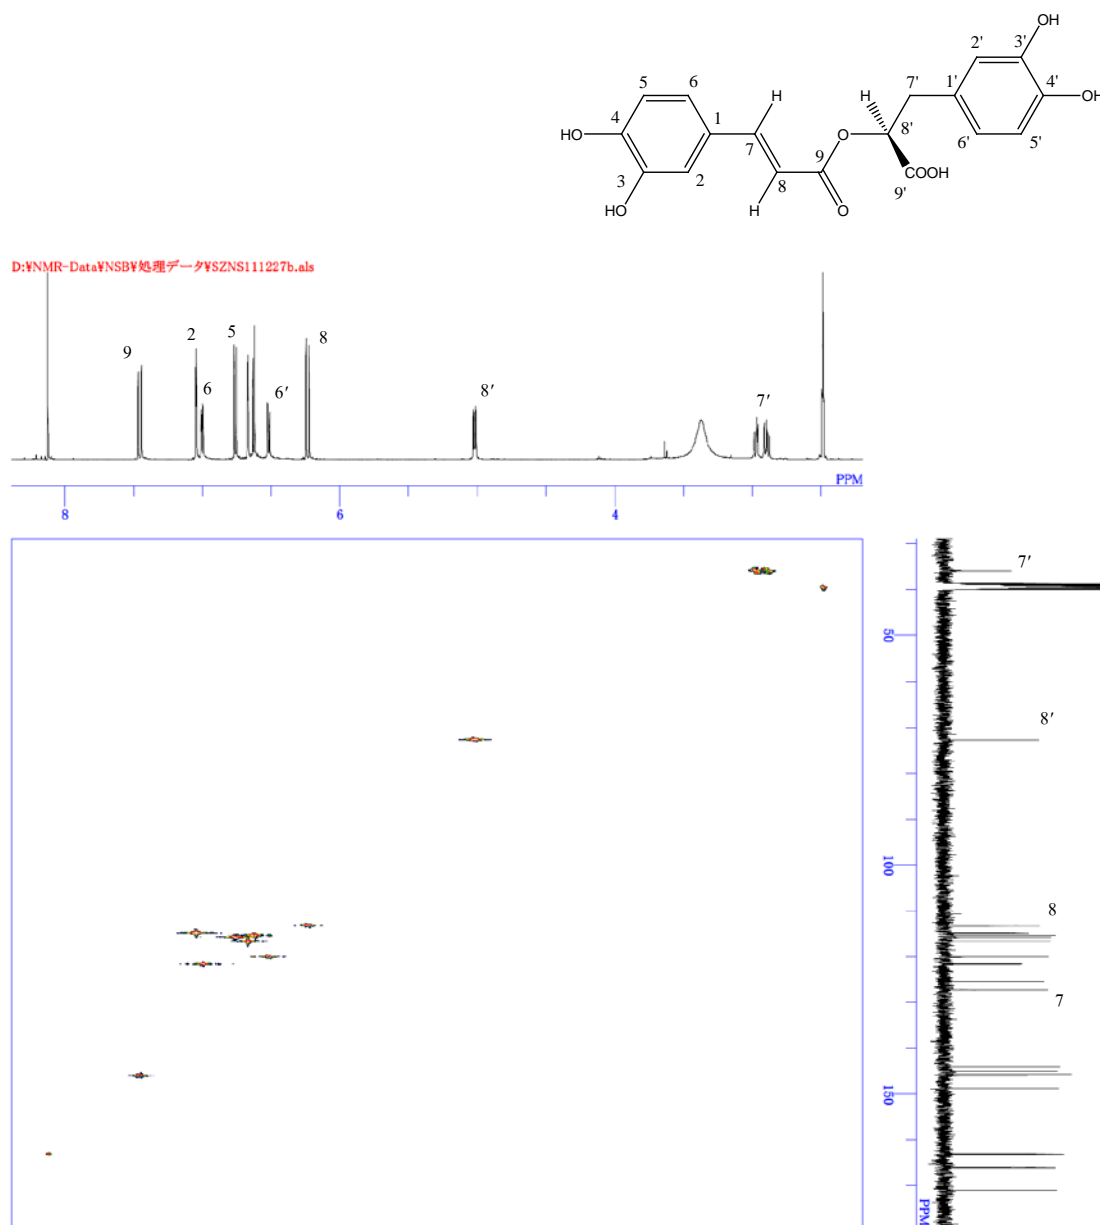 OH
2'
3'
5
6
7'
1'
4'
OH
H
H
4
1
8'
HO
O
7
9
6'
5'
3
2
8
COOH
9'
HO
H
O
D:¥NMR-Data¥NSB¥処理データ¥SZNS111227b.als
9
2
5
8
6
6′
8′
7′
PPM
8
6
4
7′
50
8′
100
8
7
150
PPM